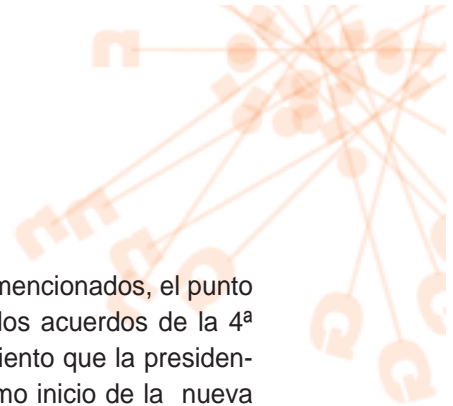 mencionados, el punto
los acuerdos de la 4ª
iento que la presiden-
mo inicio de la nueva